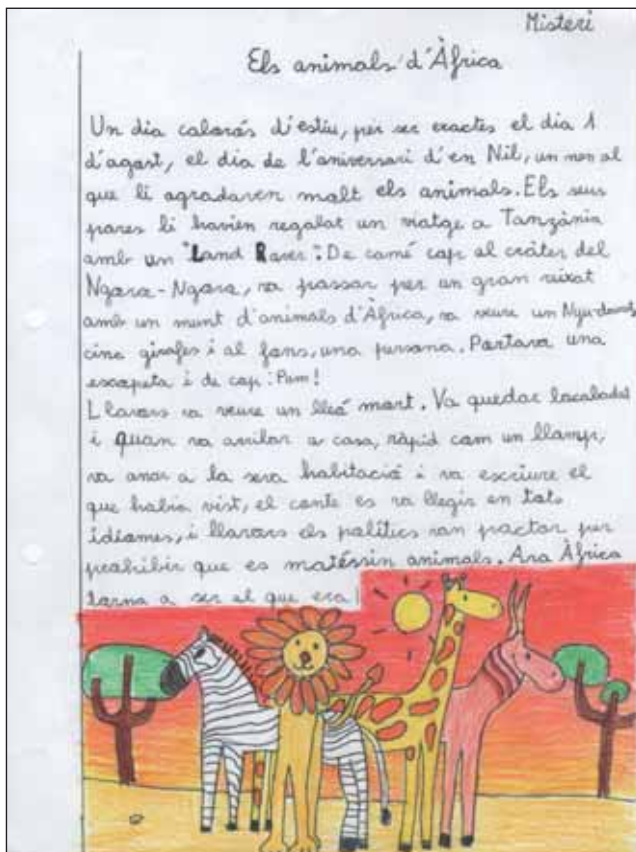 Misteri
Els animals d'Àfrica
Un dia calorós d'estiu, per ser exactes el dia 1
d'agost, el dia de l'aniversari d'en Nil, un nen al
que li agradaven molt els animals. Els seus
pares li havien regalat un viatge a Tanzània
amb un "Land Rover". De camí cap al cràter del
Ngoro-Ngoro, va passar per un gran ruixat
amb un munt d'animals d'Àfrica, va veure un
cinc girafes i al fons, una persona. Portava una
escopeta i de cop: Pum!
Llavors va veure un lleó mort. Va quedar bocabadat
i quan va arribar a casa, ràpid com un llamp,
va anar a la seva habitació i va escriure el
que havia vist, el conte es va llegir en tots
idiomes, i llavors els polítics van pactar per
prohibir que es matéssin animals. Ara Àfrica
torna a ser el que era!